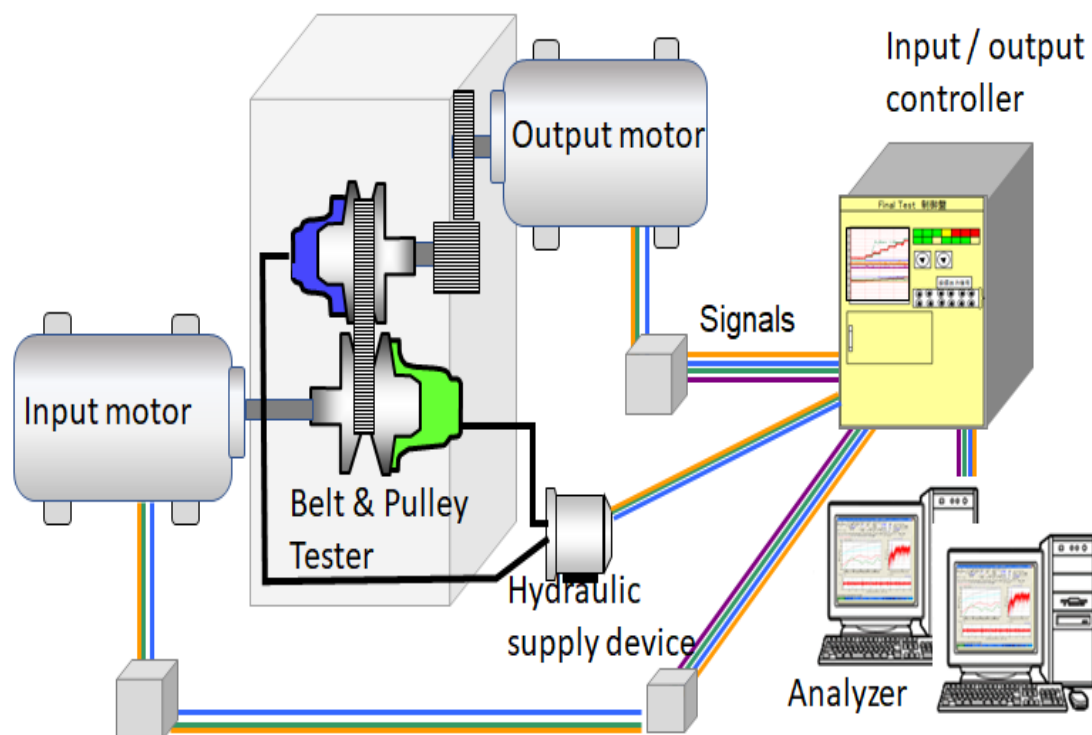 Input / output
controller
Output motor
Final Test 制御盤
Signals
Input motor
Belt & Pulley
Tester
Hydraulic
supply device
Analyzer